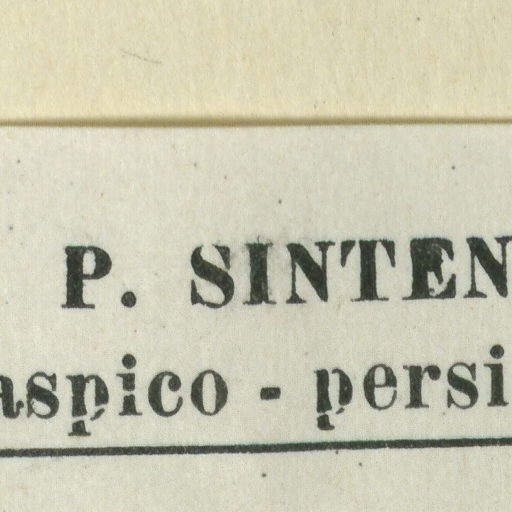 P. SINTEN
aspico - persi